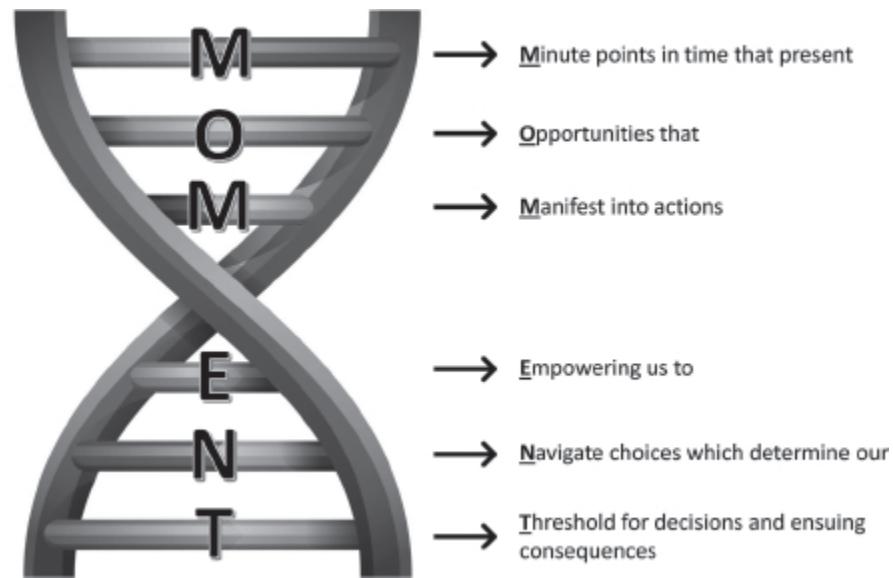 M Minute points in time that present
O Opportunities that
M Manifest into actions
E Empowering us to
N Navigate choices which determine our
T Threshold for decisions and ensuing
consequences